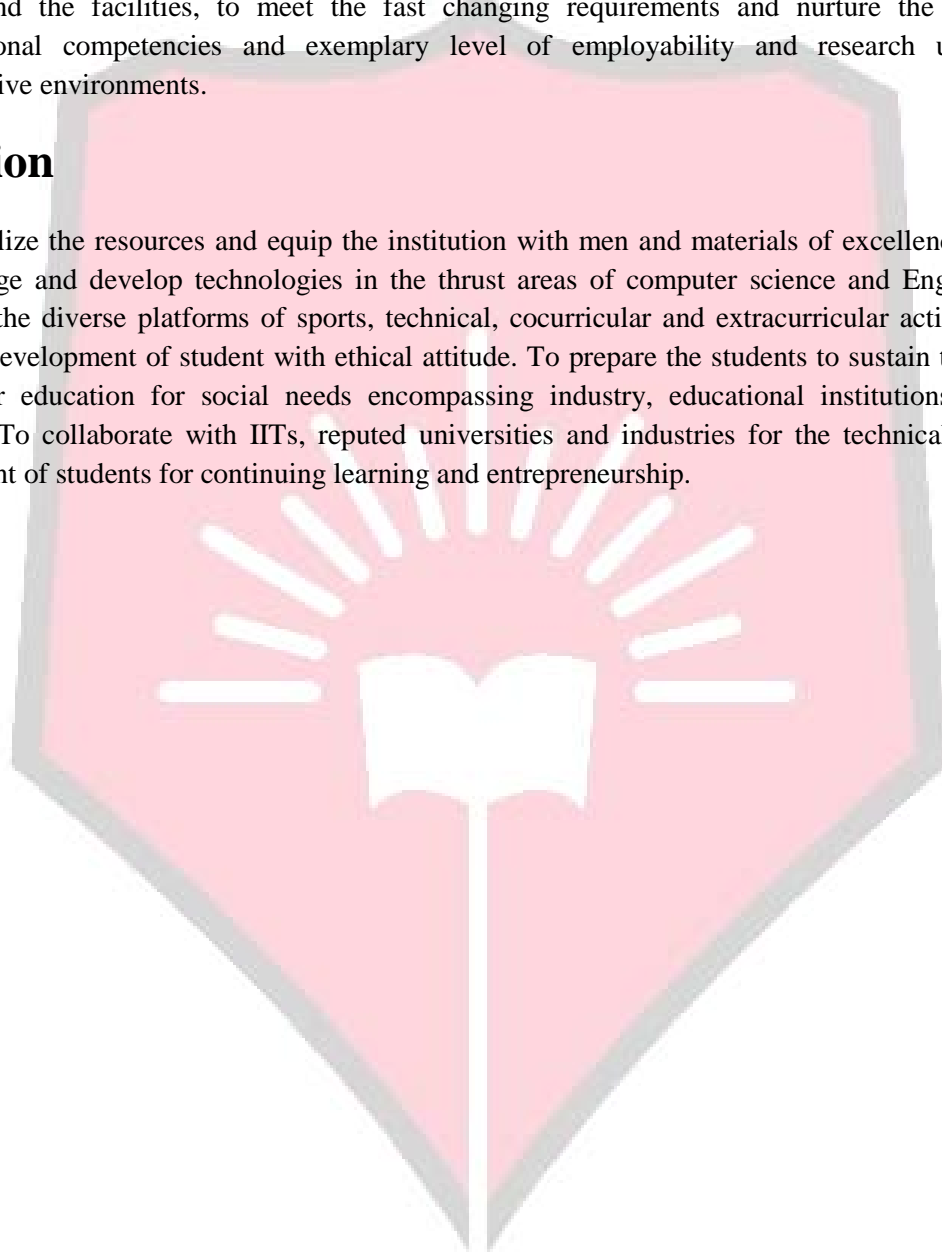 nd the facilities, to meet the fast changing requirements and nurture the
onal competencies and exemplary level of employability and research u
ive environments.
ion
lize the resources and equip the institution with men and materials of excellenc
ge and develop technologies in the thrust areas of computer science and Eng
the diverse platforms of sports, technical, cocurricular and extracurricular acti
evelopment of student with ethical attitude. To prepare the students to sustain t
r education for social needs encompassing industry, educational institutions
To collaborate with IITs, reputed universities and industries for the technical
nt of students for continuing learning and entrepreneurship.